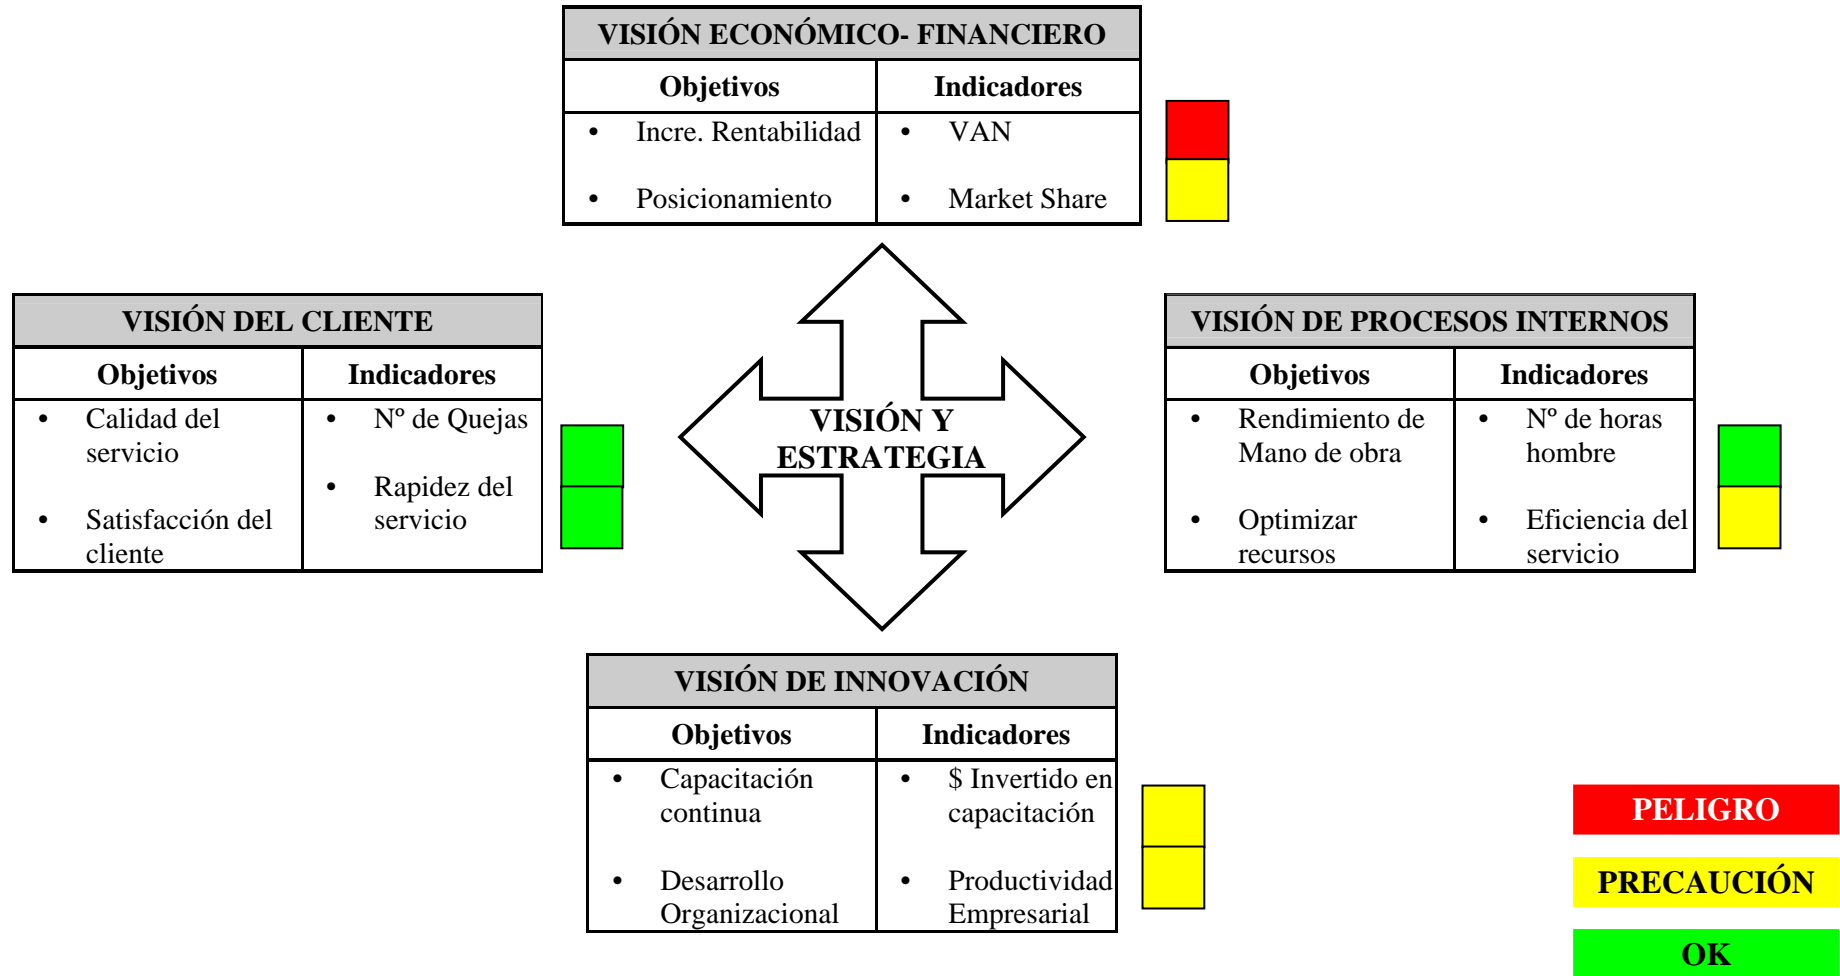 VISIÓN ECONÓMICO- FINANCIERO
Objetivos
Indicadores
• Incre. Rentabilidad
• Posicionamiento
• VAN
• Market Share
VISIÓN DEL CLIENTE
Objetivos
Indicadores
• Calidad del
servicio
• Satisfacción del
cliente
• Nº de Quejas
• Rapidez del
servicio
VISIÓN Y
ESTRATEGIA
VISIÓN DE PROCESOS INTERNOS
Objetivos
Indicadores
• Rendimiento de
Mano de obra
• Optimizar
recursos
• Nº de horas
hombre
• Eficiencia del
servicio
VISIÓN DE INNOVACIÓN
Objetivos
Indicadores
• Capacitación
continua
• Desarrollo
Organizacional
• $ Invertido en
capacitación
• Productividad
Empresarial
PELIGRO
PRECAUCIÓN
OK